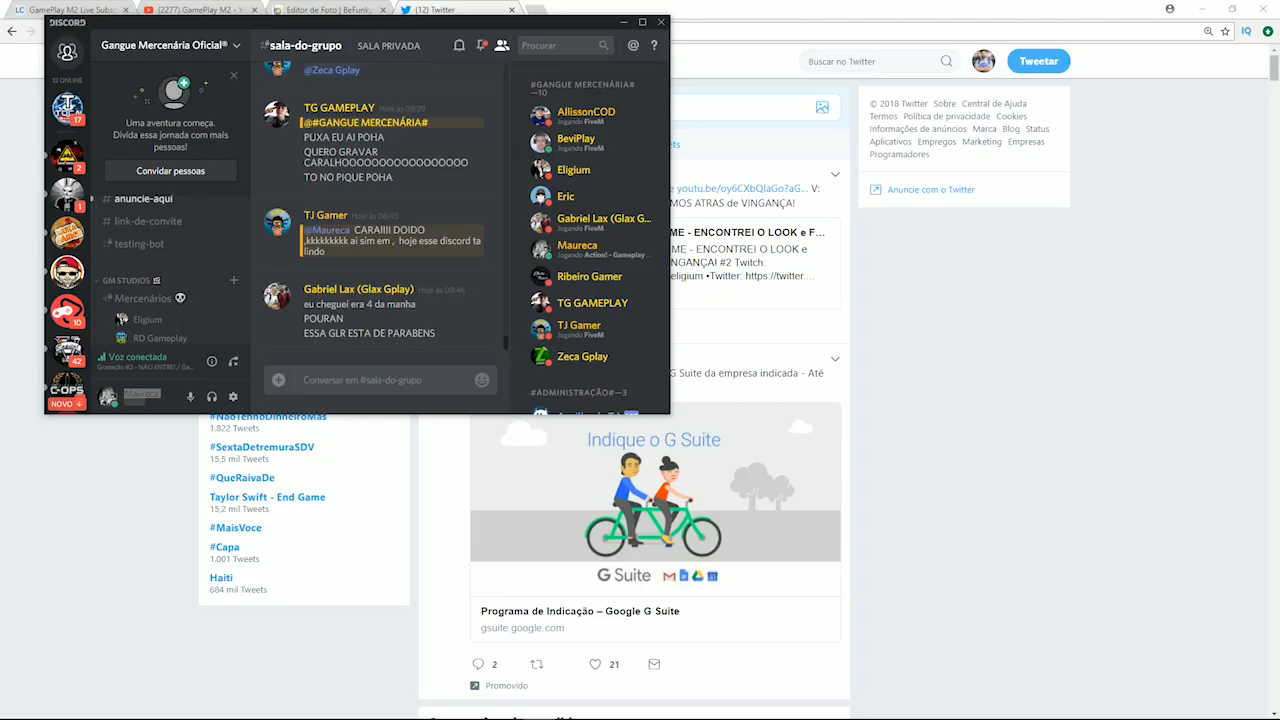 GamePlay M2 Live Subs
(2277) GamePlay M2 -
Editor de Foto | BeFunky
(12) Twitter
DISCORD
Gangue Mercenária Oficial®
#sala-do-grupo SALA PRIVADA
Procurar
12 ONLINE
17
2
1
10
42
NOVO
Uma aventura começa.
Divida essa jornada com mais
pessoas!
Convidar pessoas
# anuncie-aqui
# link-de-convite
# testing-bot
GM STUDIOS
Mercenários
Eligium
RD Gameplay
Voz conectada
Maureca
@Zeca Gplay
TG GAMEPLAY Hoje às 08:29
@#GANGUE MERCENÁRIA#
PUXA EU AI POHA
QUERO GRAVAR
CARALHOOOOOOOOOOOOOOOOO
TO NO PIQUE POHA
TJ Gamer Hoje às 08:45
@Maureca CARAIIII DOIDO
,kkkkkkkkk ai sim em , hoje esse discord ta
lindo
Gabriel Lax (Glax Gplay) Hoje às 08:46
eu cheguei era 4 da manha
POURAN
ESSA GLR ESTA DE PARABENS
Conversar em #sala-do-grupo
#GANGUE MERCENÁRIA#
—10
AllissonCOD
Jogando FiveM
BeviPlay
Jogando FiveM
Eligium
Eric
Gabriel Lax (Glax G...
Maureca
Jogando Action! - Gameplay ...
Ribeiro Gamer
TG GAMEPLAY
TJ Gamer
Jogando FiveM
Zeca Gplay
#ADMINISTRAÇÃO#—3
Buscar no Twitter
Tweetar
youtu.be/oy6CXbQIaGo?aG... V:
MOS ATRAS de VINGANÇA!
ME - ENCONTREI O LOOK e F...
ME - ENCONTREI O LOOK e
NGANÇA! #2 Twitch:
eligium •Twitter: https://twitter....
G Suite da empresa indicada - Até
Indique o G Suite
G Suite
Programa de Indicação – Google G Suite
gsuite.google.com
2
21
Promovido
#NaoTenhoDinheiroMas
1.822 Tweets
#SextaDetremuraSDV
15,5 mil Tweets
#QueRaivaDe
Taylor Swift - End Game
15,2 mil Tweets
#MaisVoce
#Capa
1.001 Tweets
Haiti
684 mil Tweets
© 2018 Twitter Sobre Central de Ajuda
Termos Política de privacidade Cookies
Informações de anúncios Marca Blog Status
Aplicativos Empregos Marketing Empresas
Programadores
Anuncie com o Twitter